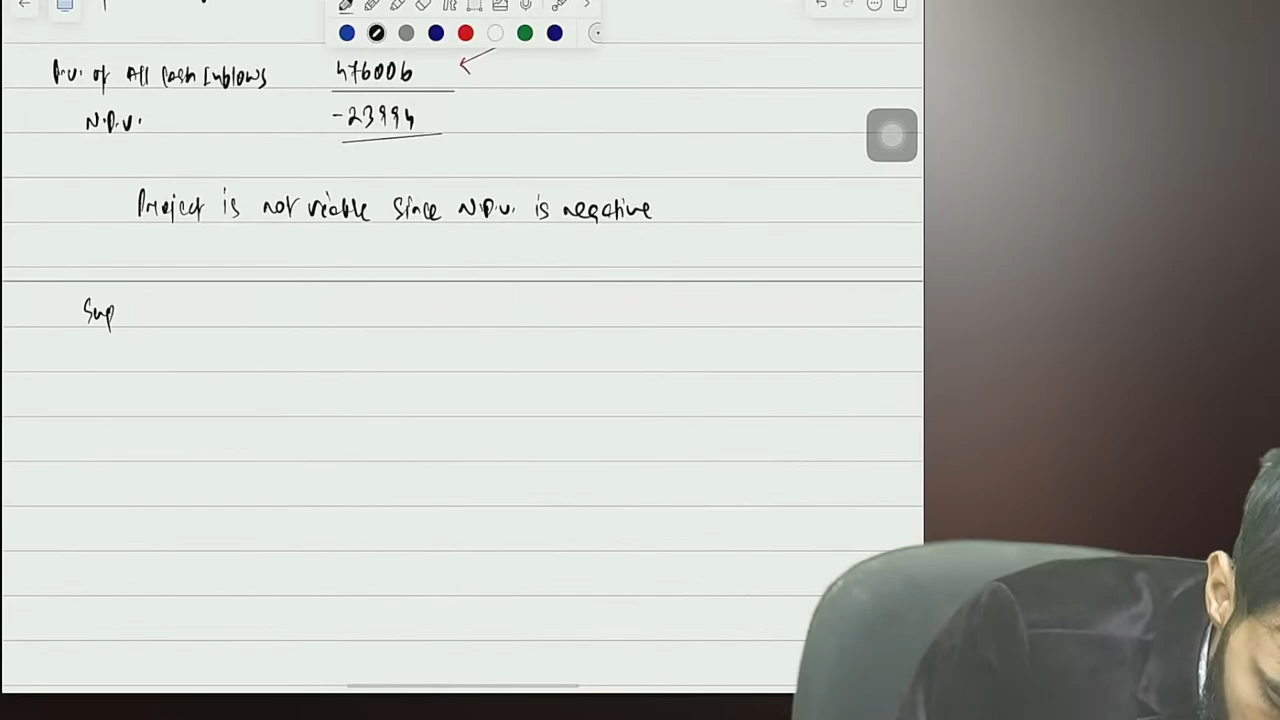 P.V. of All Cash Inflows 476006
N.P.V. -23994
Project is not viable since N.P.V. is negative
Sup